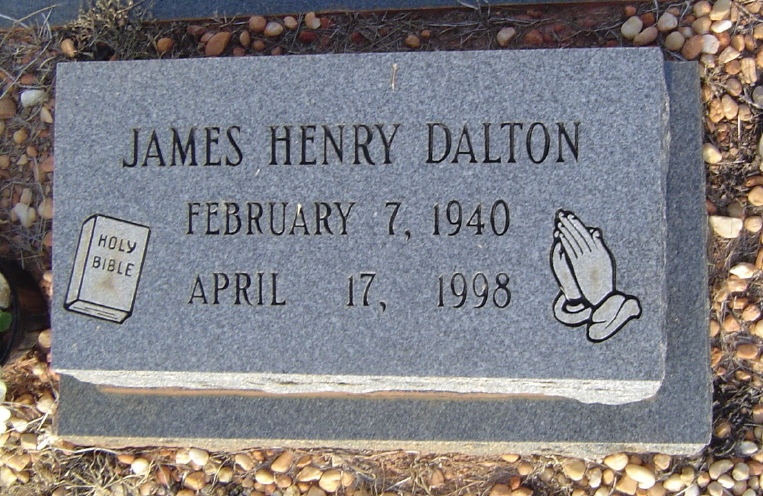 JAMES HENRY DALTON
FEBRUARY 7, 1940
APRIL 17, 1998
HOLY
BIBLE